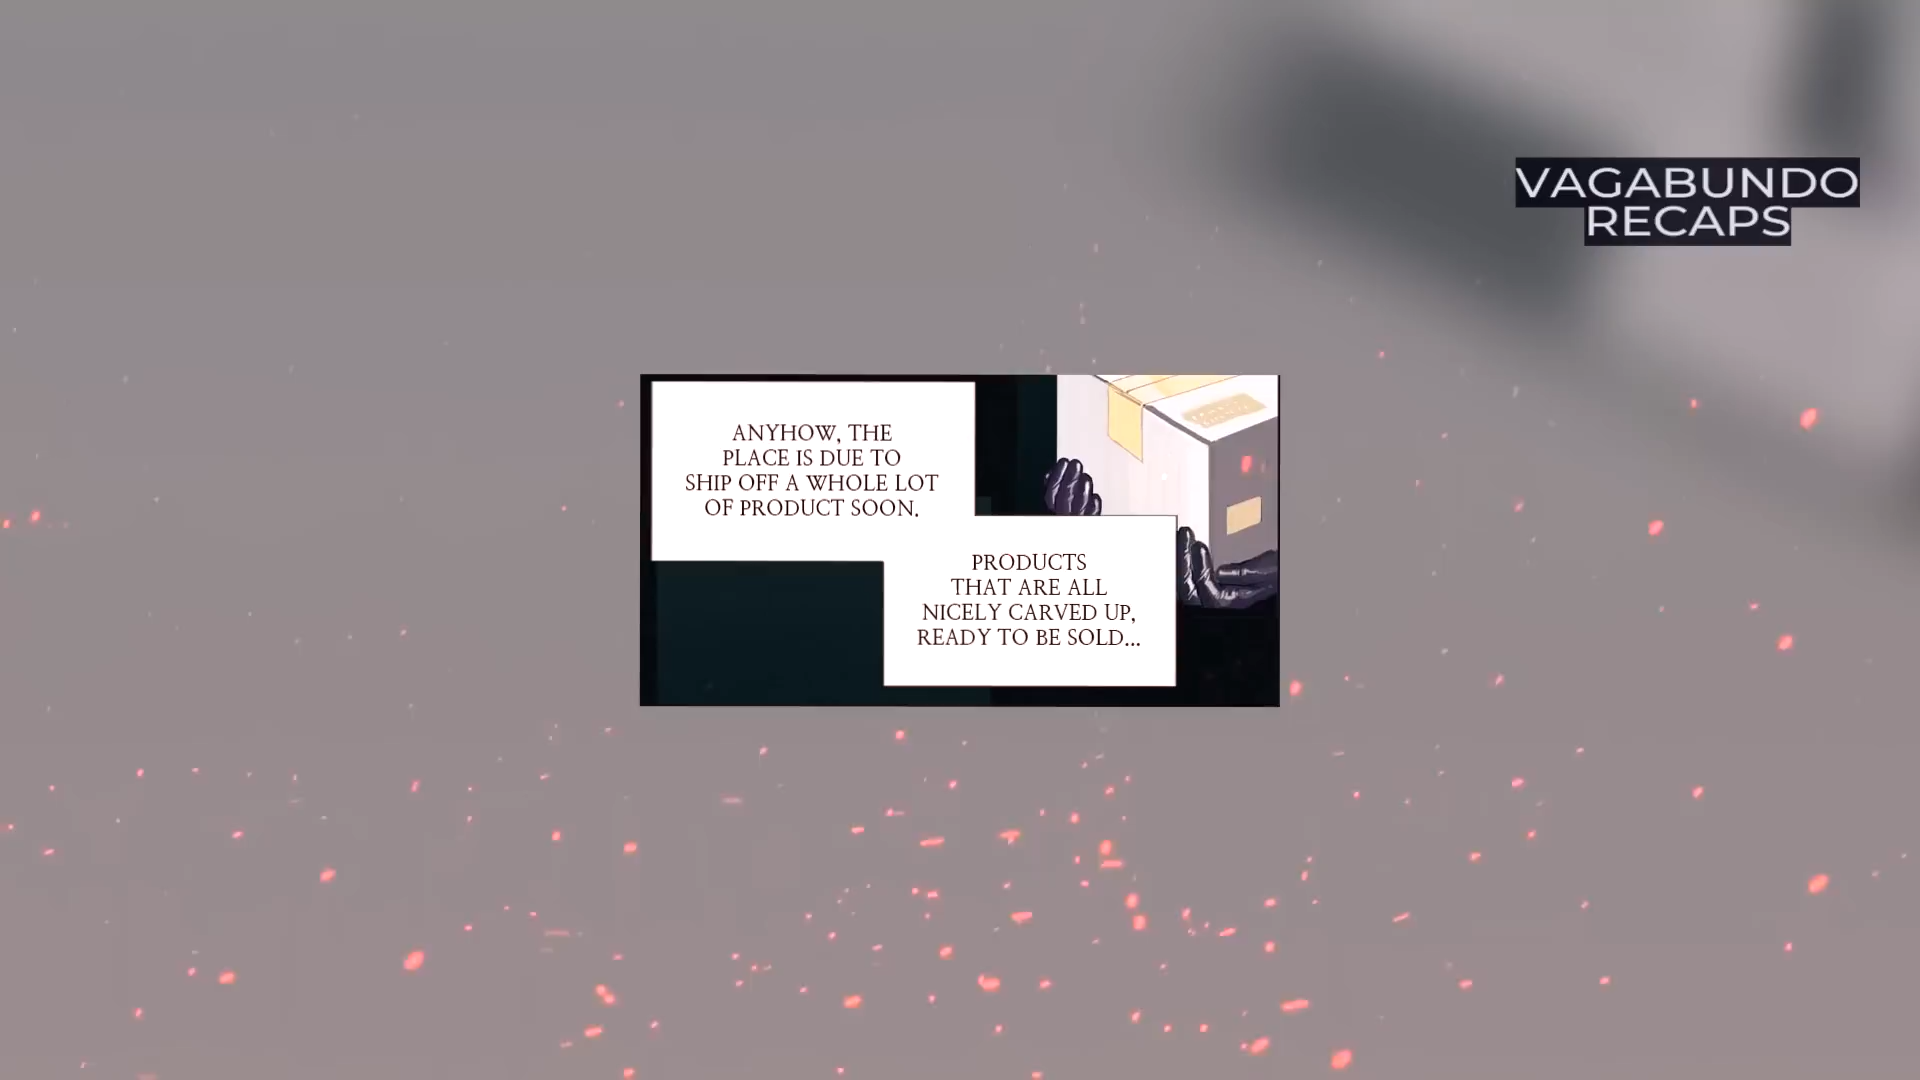 VAGABUNDO
RECAPS
ANYHOW, THE
PLACE IS DUE TO
SHIP OFF A WHOLE LOT
OF PRODUCT SOON.
PRODUCTS
THAT ARE ALL
NICELY CARVED UP,
READY TO BE SOLD...